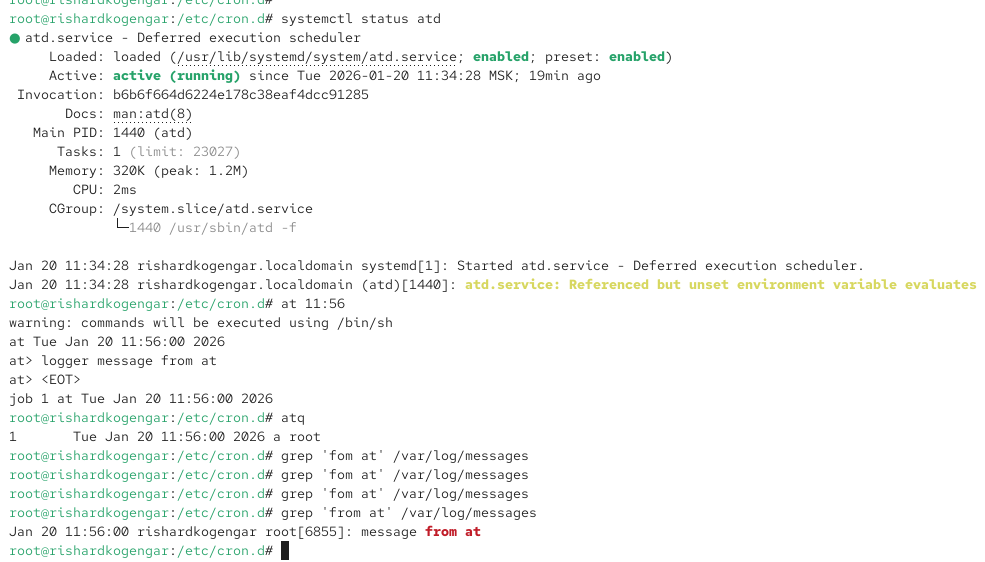 root@rishardkogengar:/etc/cron.d#
root@rishardkogengar:/etc/cron.d# systemctl status atd
● atd.service - Deferred execution scheduler
Loaded: loaded (/usr/lib/systemd/system/atd.service; enabled; preset: enabled)
Active: active (running) since Tue 2026-01-20 11:34:28 MSK; 19min ago
Invocation: b6b6f664d6224e178c38eaf4dcc91285
Docs: man:atd(8)
Main PID: 1440 (atd)
Tasks: 1 (limit: 23027)
Memory: 320K (peak: 1.2M)
CPU: 2ms
CGroup: /system.slice/atd.service
└─1440 /usr/sbin/atd -f
Jan 20 11:34:28 rishardkogengar.localdomain systemd[1]: Started atd.service - Deferred execution scheduler.
Jan 20 11:34:28 rishardkogengar.localdomain (atd)[1440]: atd.service: Referenced but unset environment variable evaluates
root@rishardkogengar:/etc/cron.d# at 11:56
warning: commands will be executed using /bin/sh
at Tue Jan 20 11:56:00 2026
at> logger message from at
at> <EOT>
job 1 at Tue Jan 20 11:56:00 2026
root@rishardkogengar:/etc/cron.d# atq
1       Tue Jan 20 11:56:00 2026 a root
root@rishardkogengar:/etc/cron.d# grep 'fom at' /var/log/messages
root@rishardkogengar:/etc/cron.d# grep 'fom at' /var/log/messages
root@rishardkogengar:/etc/cron.d# grep 'fom at' /var/log/messages
root@rishardkogengar:/etc/cron.d# grep 'from at' /var/log/messages
Jan 20 11:56:00 rishardkogengar root[6855]: message from at
root@rishardkogengar:/etc/cron.d#